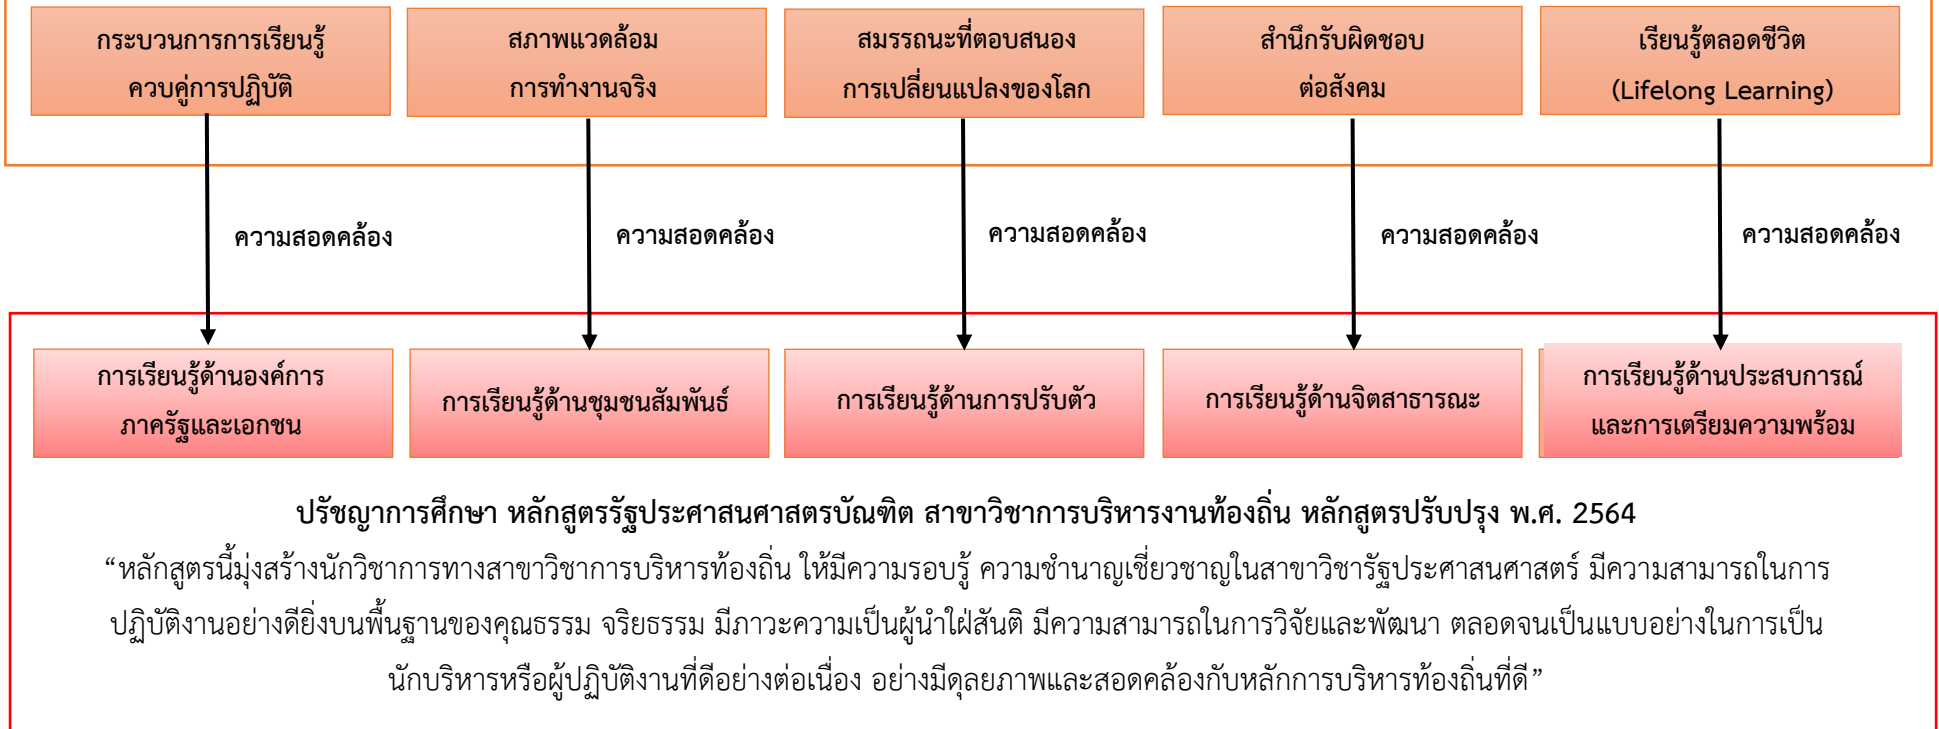 กระบวนการการเรียนรู้
ควบคู่การปฏิบัติ
สภาพแวดล้อม
การทำงานจริง
สมรรถนะที่ตอบสนอง
การเปลี่ยนแปลงของโลก
สำนึกรับผิดชอบ
ต่อสังคม
เรียนรู้ตลอดชีวิต
(Lifelong Learning)
ความสอดคล้อง
ความสอดคล้อง
ความสอดคล้อง
ความสอดคล้อง
ความสอดคล้อง
การเรียนรู้ด้านองค์การ
ภาครัฐและเอกชน
การเรียนรู้ด้านชุมชนสัมพันธ์
การเรียนรู้ด้านการปรับตัว
การเรียนรู้ด้านจิตสาธารณะ
การเรียนรู้ด้านประสบการณ์
และการเตรียมความพร้อม
ปรัชญาการศึกษา หลักสูตรรัฐประศาสนศาสตรบัณฑิต สาขาวิชาการบริหารงานท้องถิ่น หลักสูตรปรับปรุง พ.ศ. 2564
“หลักสูตรนี้มุ่งสร้างนักวิชาการทางสาขาวิชาการบริหารท้องถิ่น ให้มีความรอบรู้ ความชำนาญเชี่ยวชาญในสาขาวิชารัฐประศาสนศาสตร์ มีความสามารถในการ
ปฏิบัติงานอย่างดียิ่งบนพื้นฐานของคุณธรรม จริยธรรม มีภาวะความเป็นผู้นำใฝ่สันติ มีความสามารถในการวิจัยและพัฒนา ตลอดจนเป็นแบบอย่างในการเป็น
นักบริหารหรือผู้ปฏิบัติงานที่ดีอย่างต่อเนื่อง อย่างมีดุลยภาพและสอดคล้องกับหลักการบริหารท้องถิ่นที่ดี”